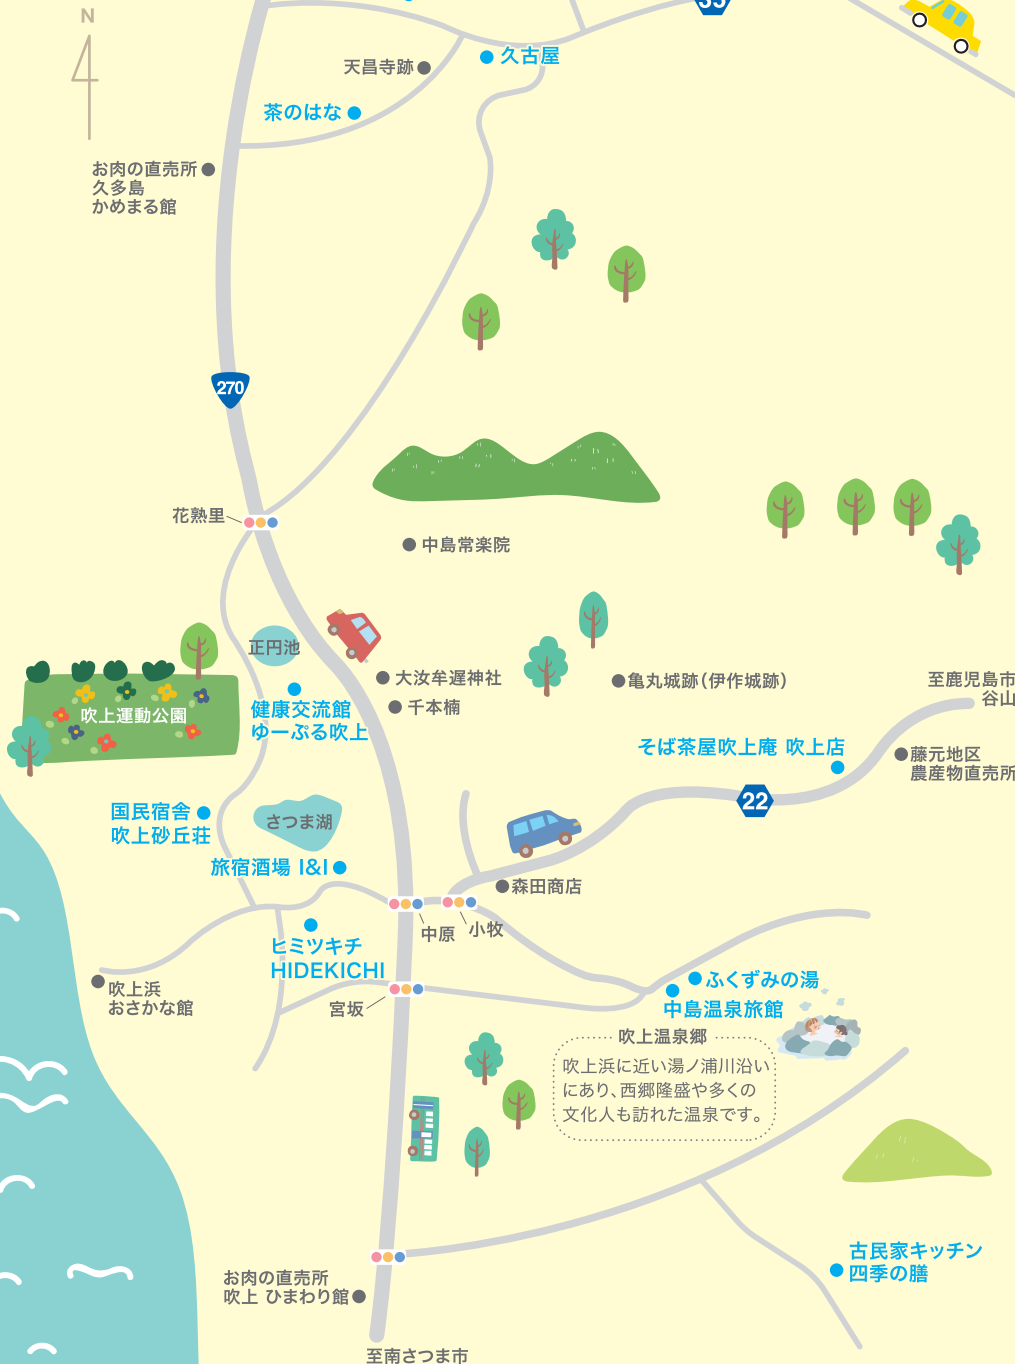 N
35
久古屋
天昌寺跡
茶のはな
お肉の直売所
久多島
かめまる館
270
花熟里
中島常楽院
正円池
大汝牟遅神社
千本楠
亀丸城跡（伊作城跡）
至鹿児島市
谷山
吹上運動公園
健康交流館
ゆーぷる吹上
そば茶屋吹上庵 吹上店
藤元地区
農産物直売所
22
国民宿舎
吹上砂丘荘
さつま湖
旅宿酒場 I&I
森田商店
中原
小牧
ヒミツキチ
HIDEKICHI
吹上浜
おさかな館
宮坂
ふくずみの湯
中島温泉旅館
吹上温泉郷
吹上浜に近い湯ノ浦川沿い
にあり、西郷隆盛や多くの
文化人も訪れた温泉です。
古民家キッチン
四季の膳
お肉の直売所
吹上 ひまわり館
至南さつま市